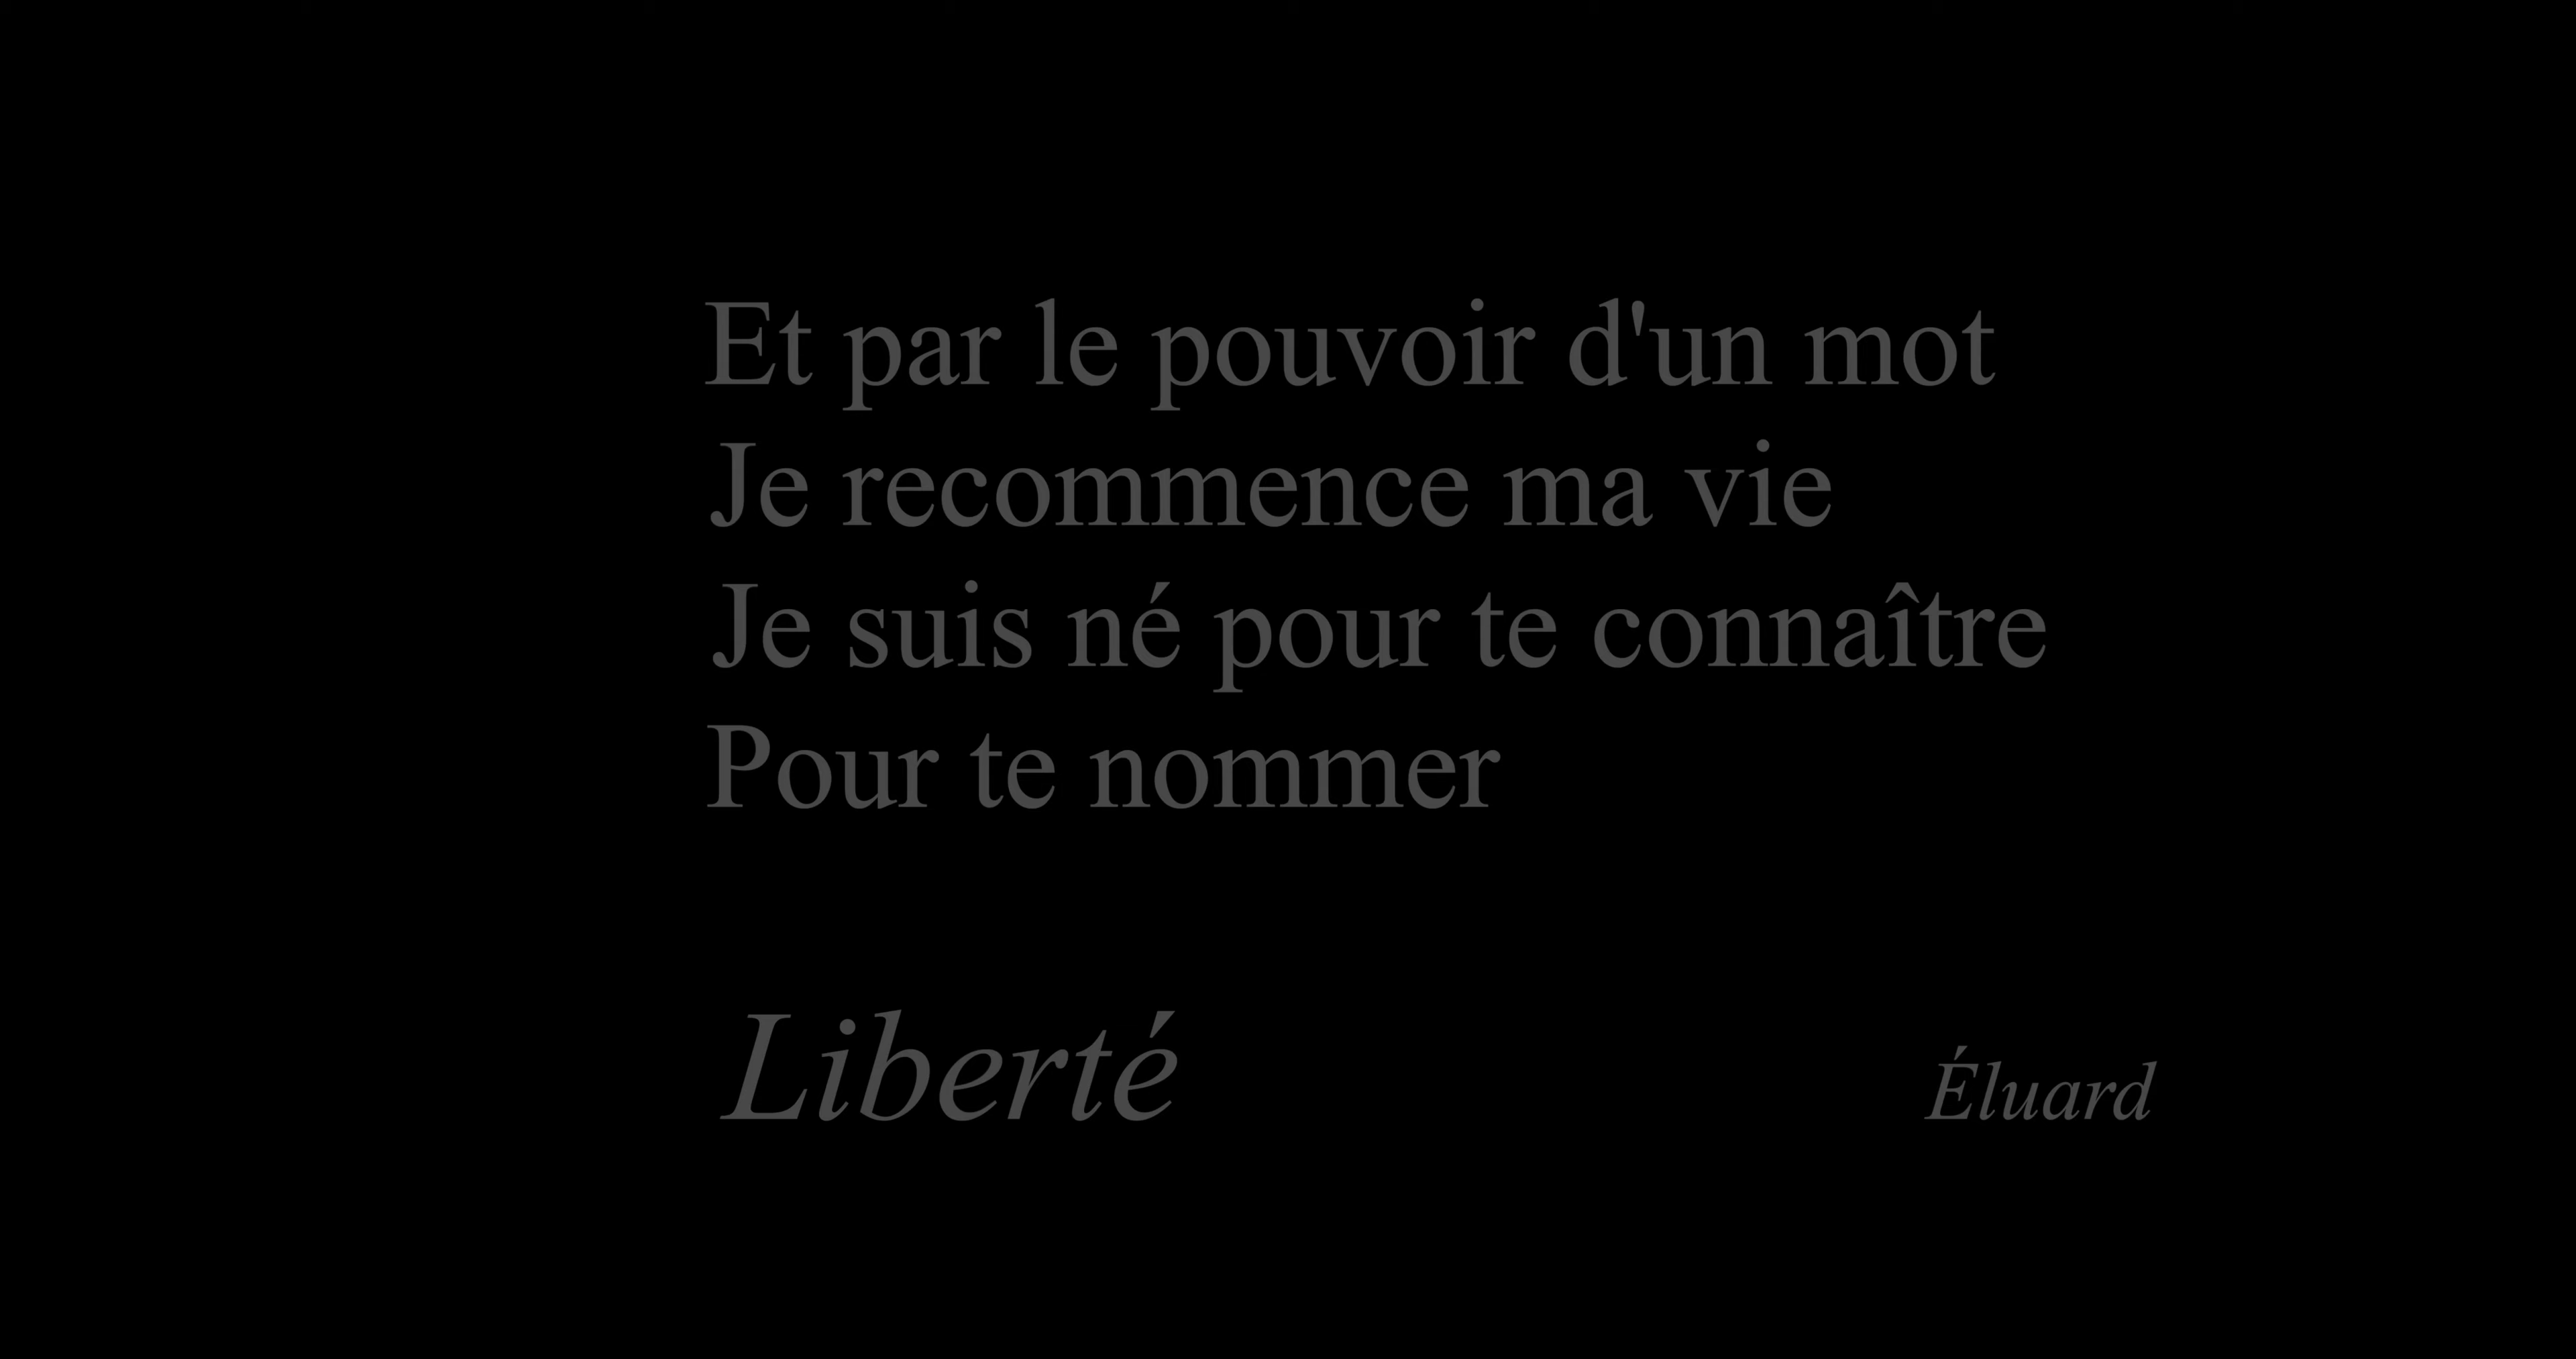 Et par le pouvoir d'un mot
Je recommence ma vie
Je suis né pour te connaître
Pour te nommer
Liberté
Éluard